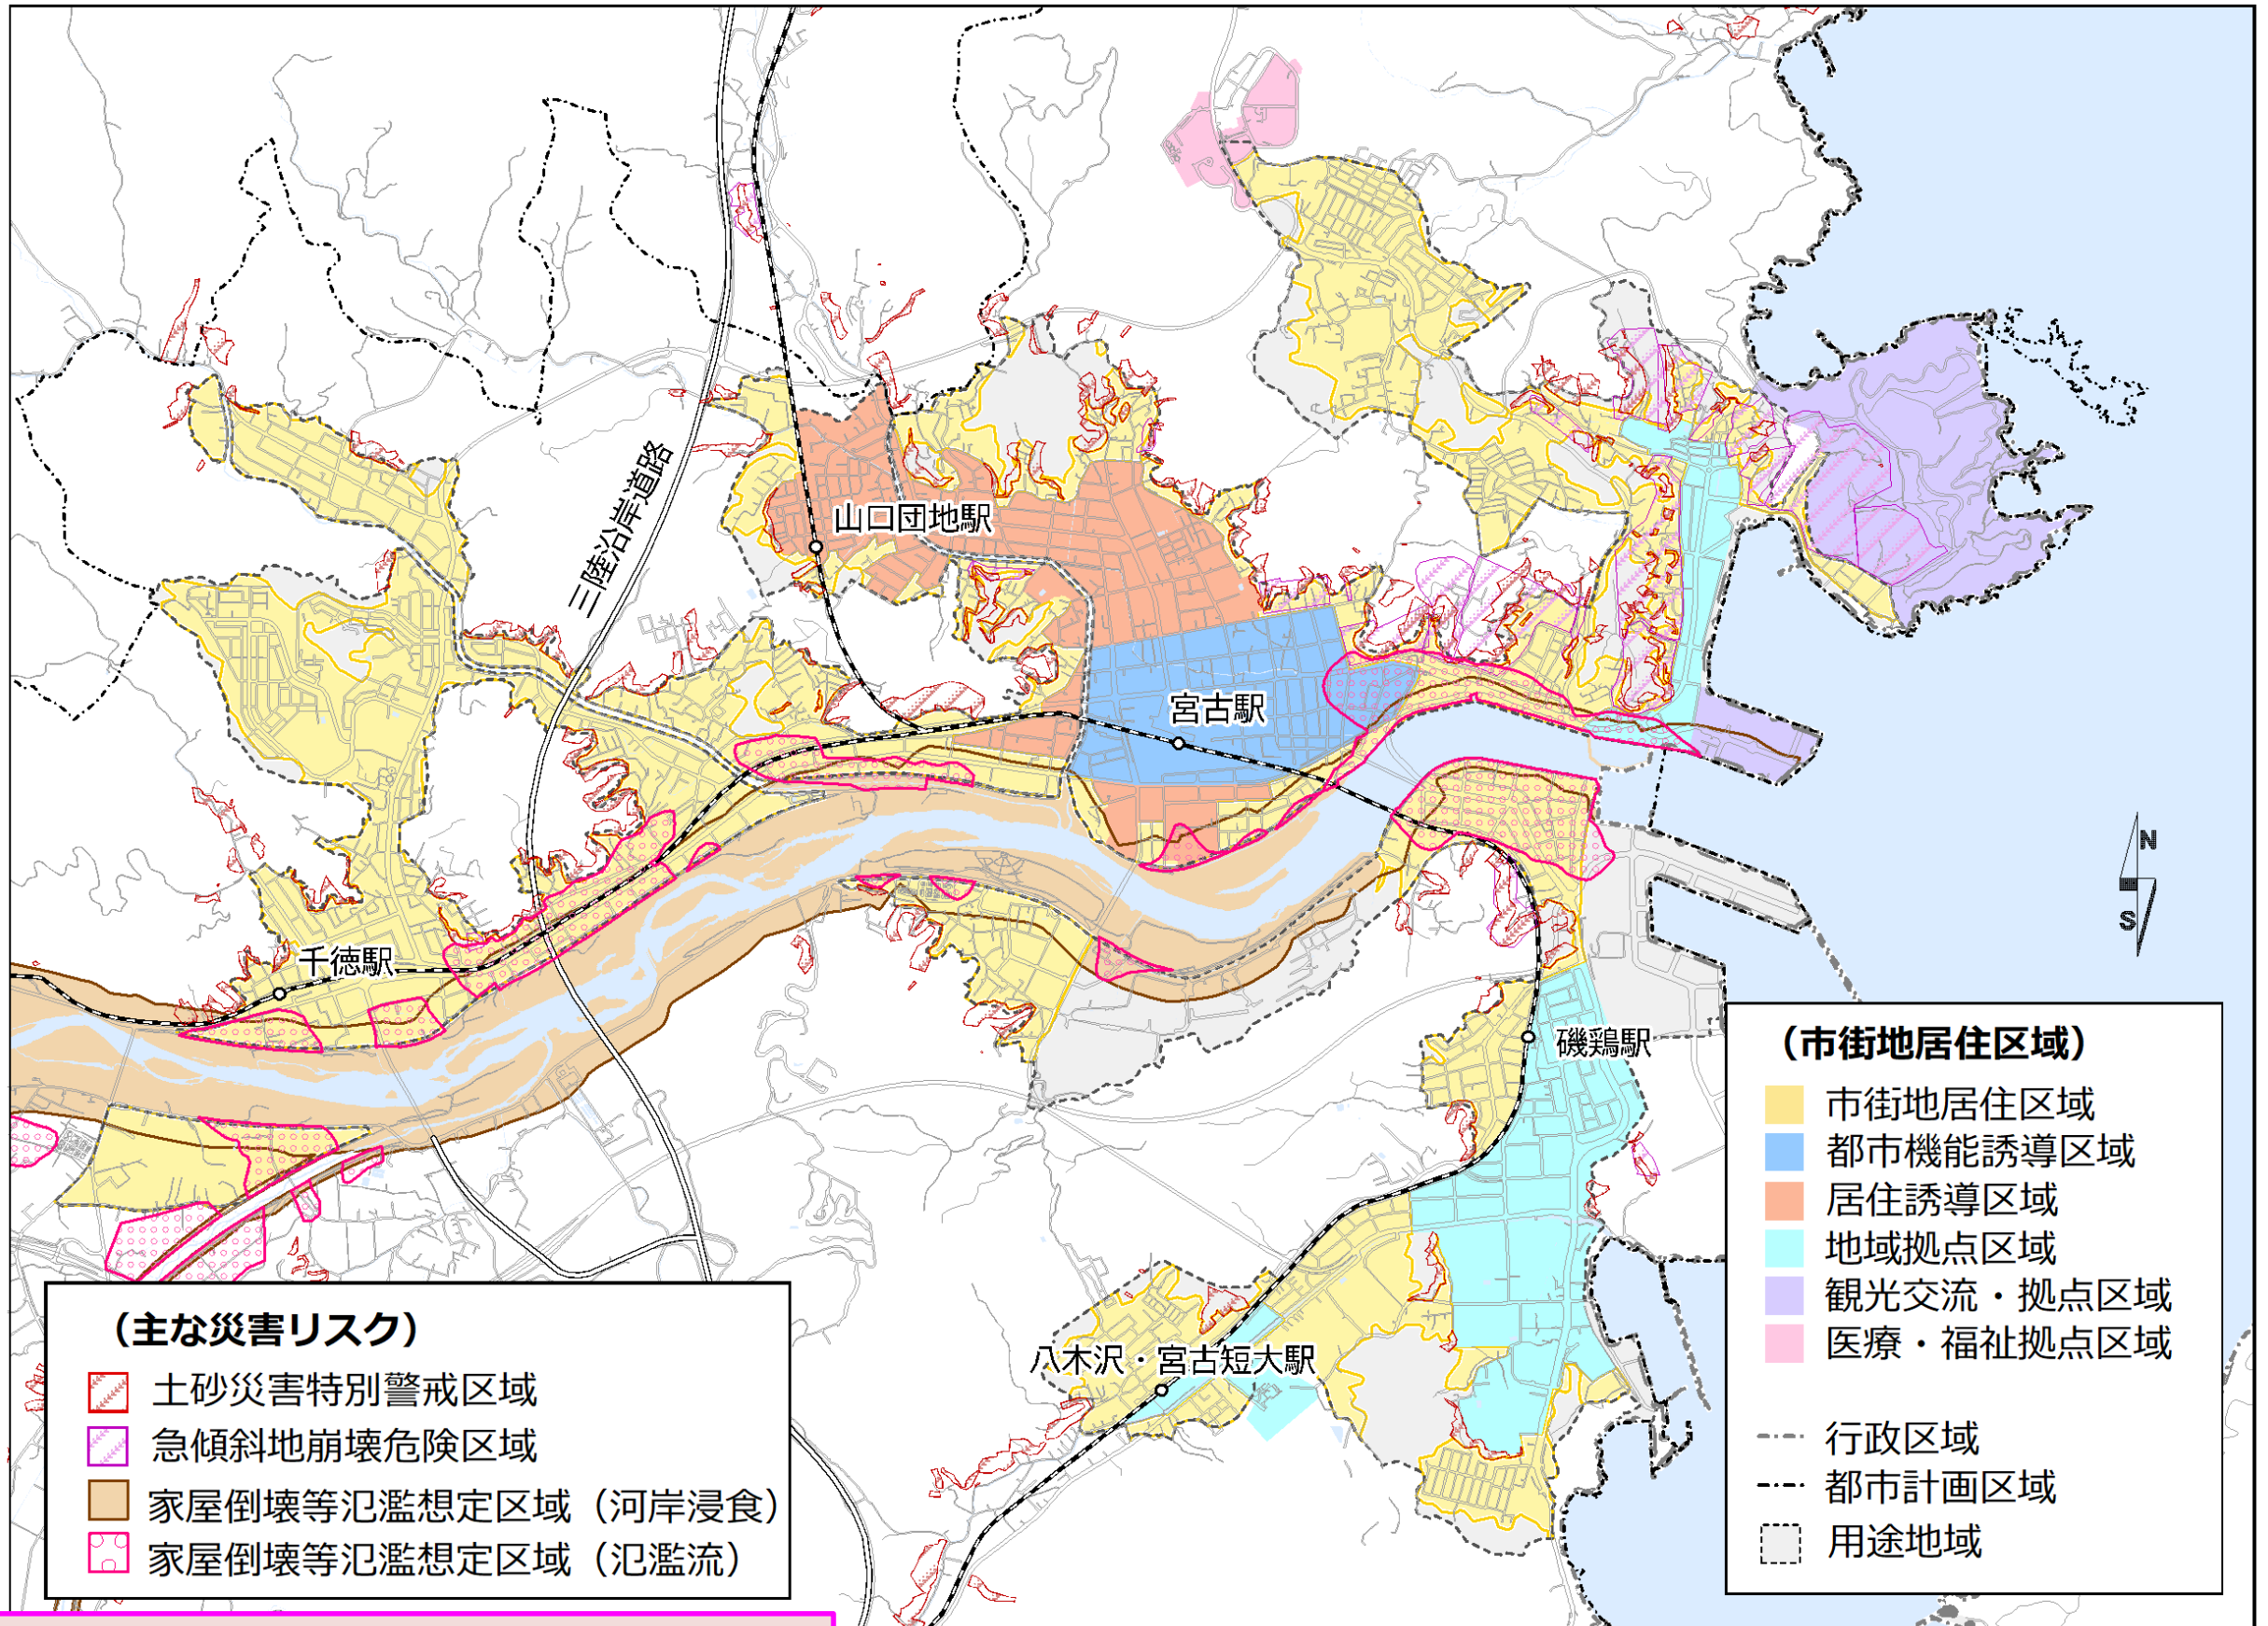 三陸沿岸道路
山口団地駅
宮古駅
千徳駅
磯鶏駅
八木沢・宮古短大駅
N
S
（主な災害リスク）
土砂災害特別警戒区域
急傾斜地崩壊危険区域
家屋倒壊等氾濫想定区域（河岸浸食）
家屋倒壊等氾濫想定区域（氾濫流）
（市街地居住区域）
市街地居住区域
都市機能誘導区域
居住誘導区域
地域拠点区域
観光交流・拠点区域
医療・福祉拠点区域
行政区域
都市計画区域
用途地域